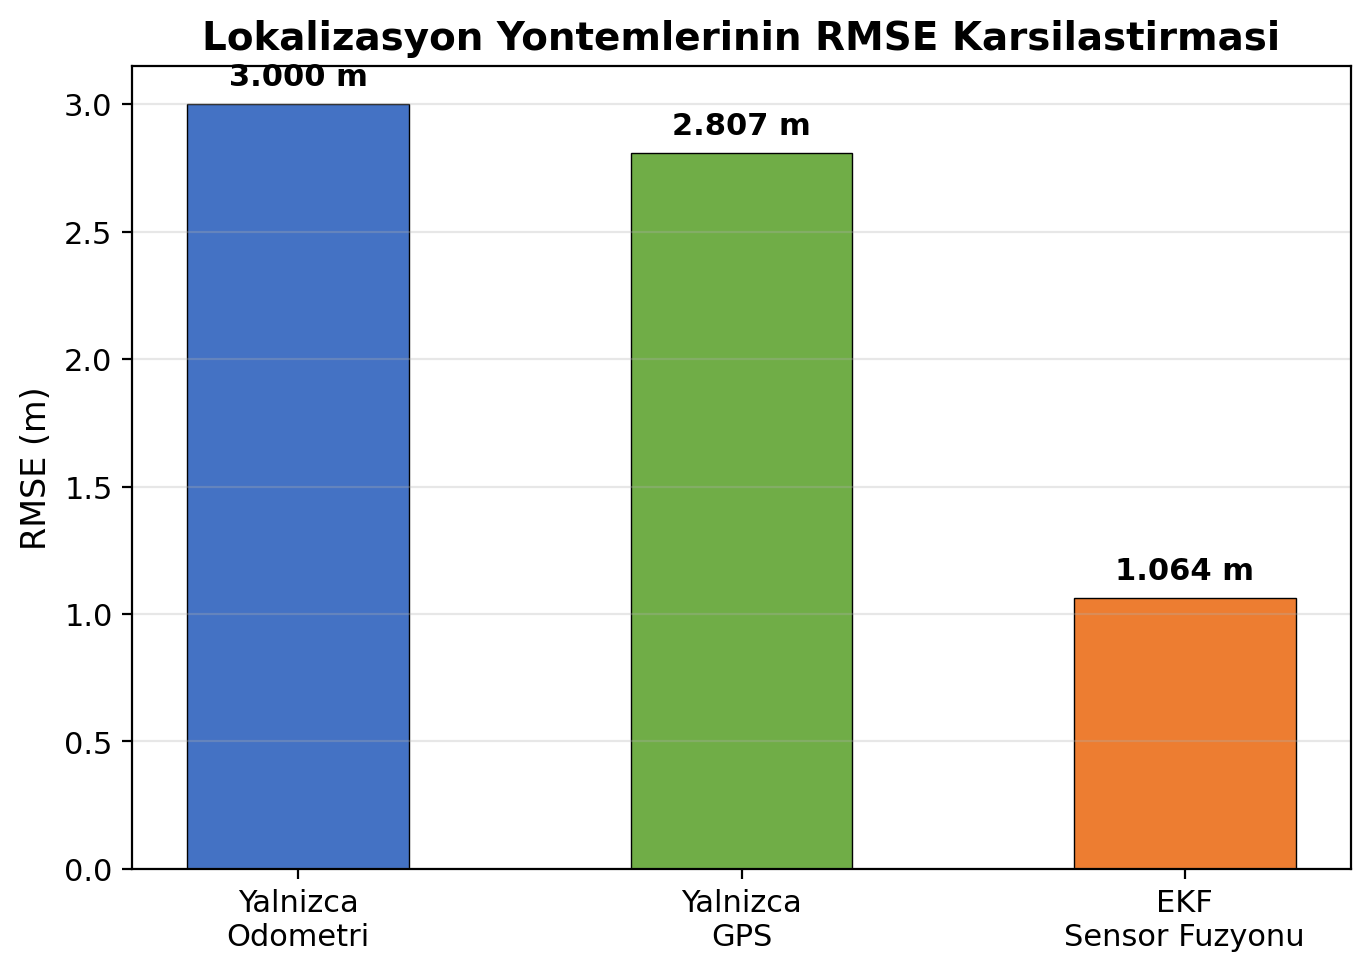 Lokalizasyon Yontemlerinin RMSE Karsilastirmasi
3.000 m
2.807 m
1.064 m
RMSE (m)
3.0
2.5
2.0
1.5
1.0
0.5
0.0
Yalnizca
Odometri
Yalnizca
GPS
EKF
Sensor Fuzyonu